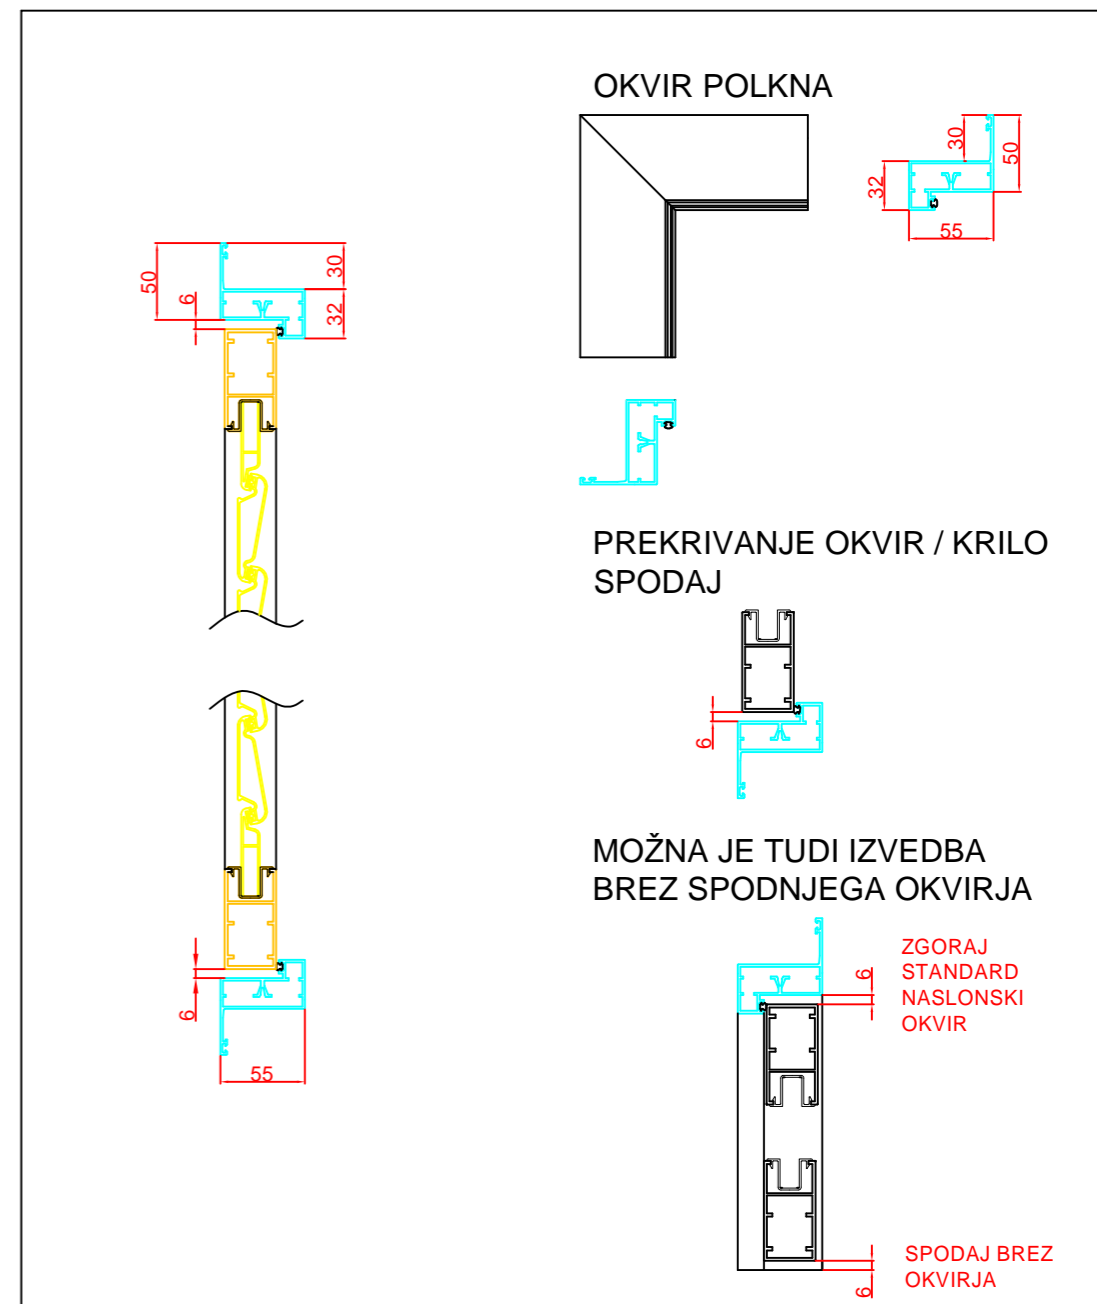 OKVIR POLKNA
30
50
32
55
50
6
30
32
PREKRIVANJE OKVIR / KRILO
SPODAJ
6
MOŽNA JE TUDI IZVEDBA
BREZ SPODNJEGA OKVIRJA
6
ZGORAJ
STANDARD
NASLONSKI
OKVIR
6
55
SPODAJ BREZ
OKVIRJA
6